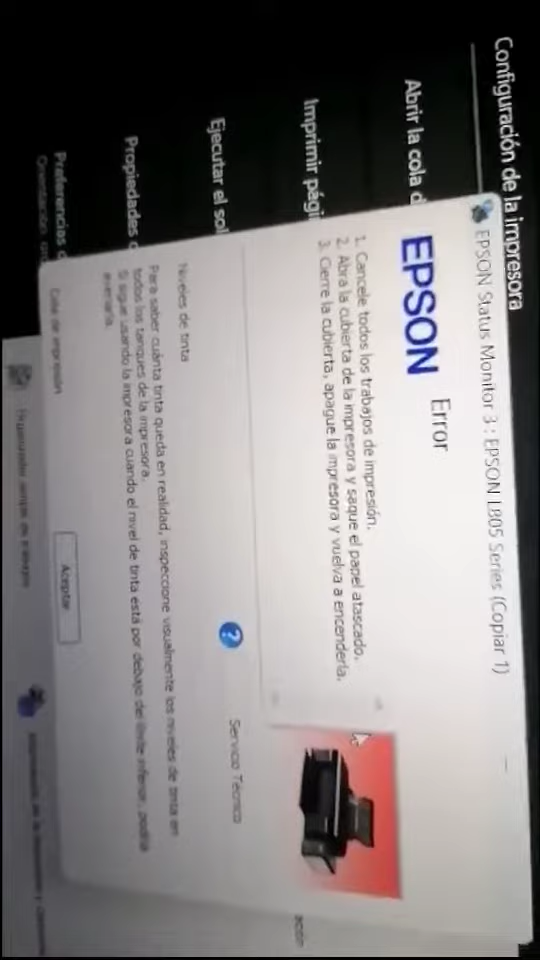 Configuración de la impresora
Abrir la cola d
Imprimir pági
Ejecutar el sol
Propiedades
Preferencias
EPSON Status Monitor 3 : EPSON L805 Series (Copiar 1)
EPSON
Error
1. Cancele todos los trabajos de impresión.
2. Abra la cubierta de la impresora y saque el papel atascado.
3. Cierre la cubierta, apague la impresora y vuelva a encenderla.
Servicio Técnico
Niveles de tinta
Para saber cuánta tinta queda en realidad, inspeccione visualmente los niveles de tinta en
todos los tanques de la impresora.
Si sigue usando la impresora cuando el nivel de tinta está por debajo del límite inferior, podría
averiarla.
Cola de impresión
Aceptar